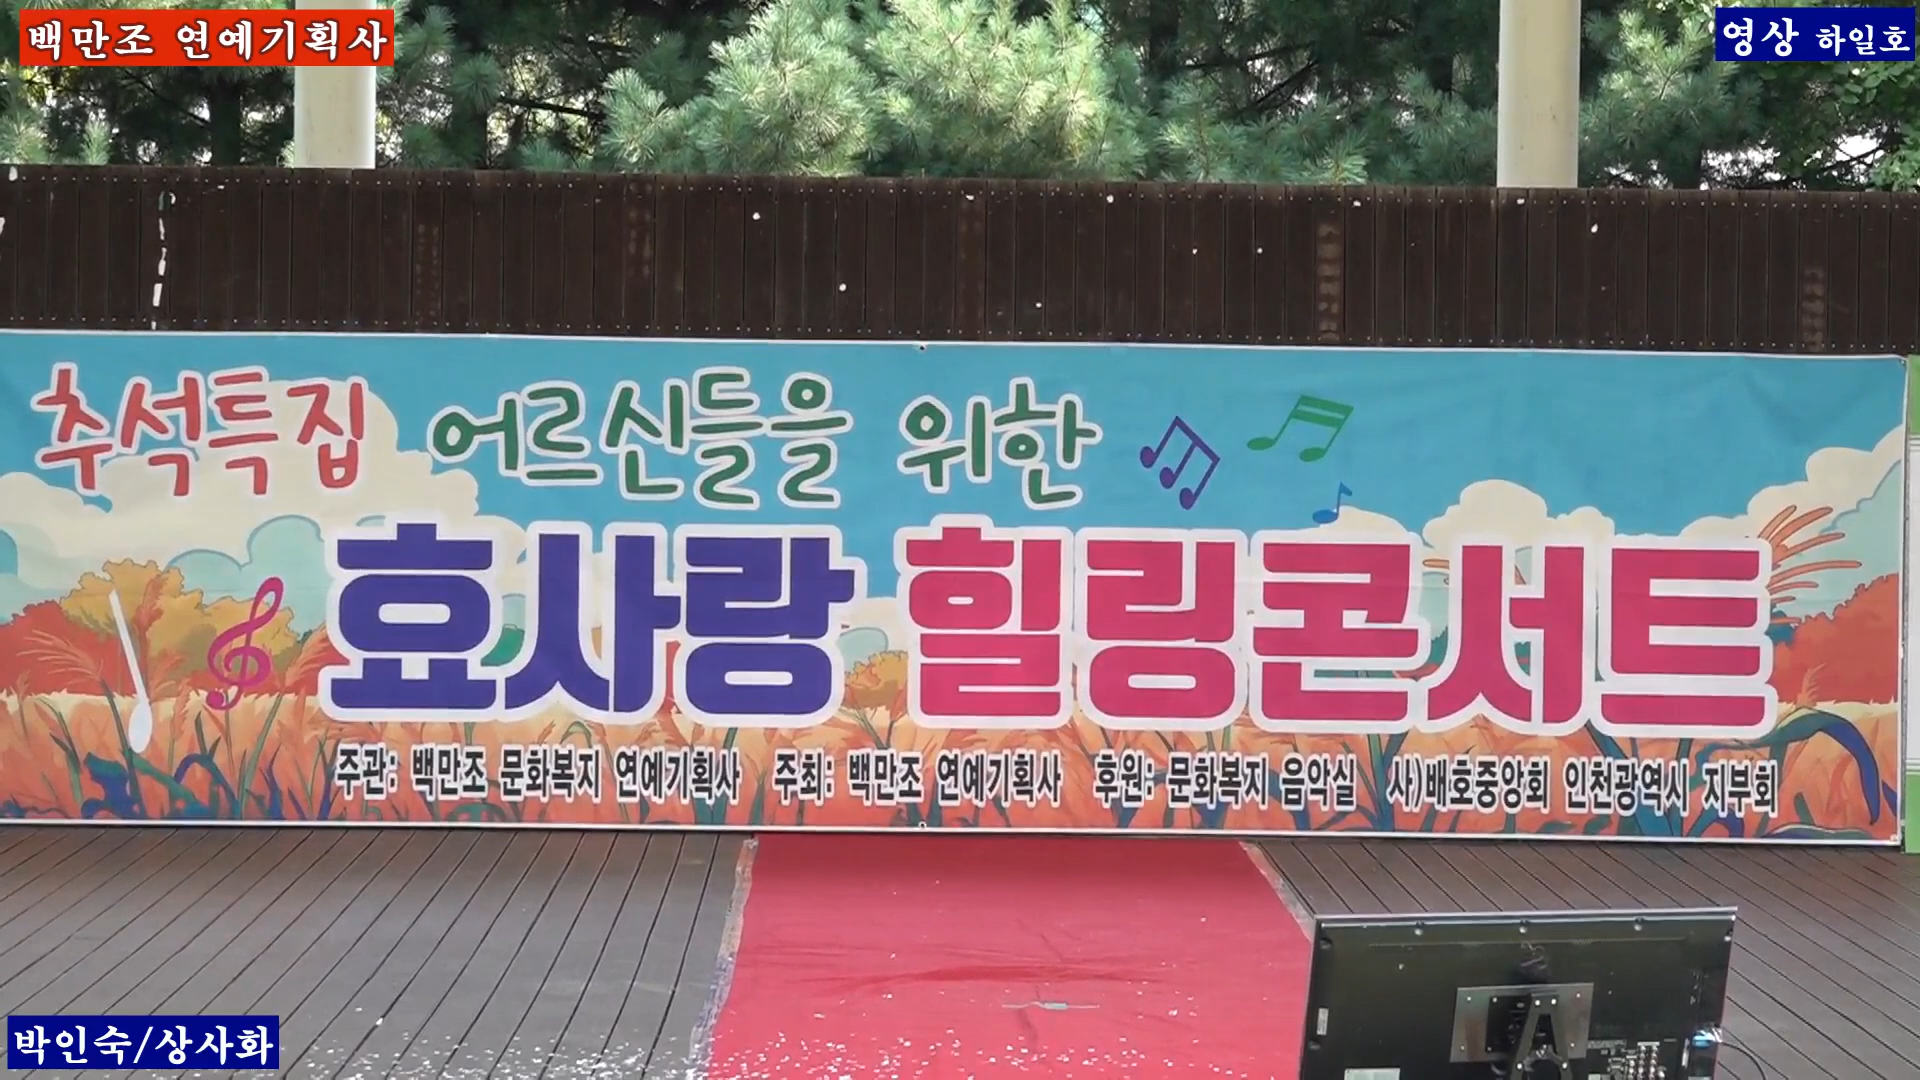 백만조 연예기획사
영상 하일호
추석특집 어르신들을 위한
효사랑 힐링콘서트
주관: 백만조 문화복지 연예기획사 주최: 백만조 연예기획사 후원: 문화복지 음악실 사)배호중앙회 인천광역시 지부회
박인숙/상사화